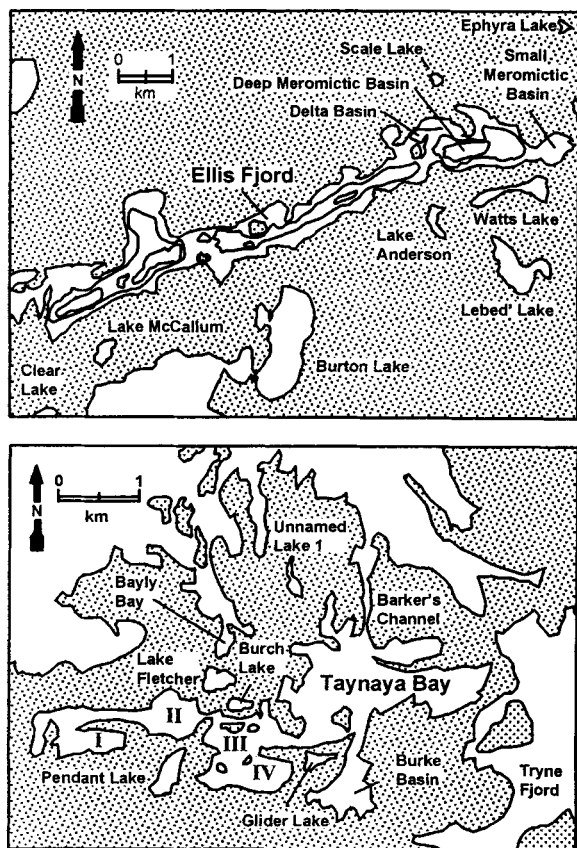 Ephyra Lake
Scale Lake
Small
Meromictic
Basin
Deep Meromictic Basin
Delta Basin
N
0 1
km
Ellis Fjord
Watts Lake
Lake
Anderson
Lebed' Lake
Lake McCallum
Clear
Lake
Burton Lake
N
0 1
km
Unnamed
Lake 1
Bayly
Bay
Barker's
Channel
Burch
Lake
Lake
Fletcher
Taynaya Bay
II
I
III
IV
Pendant Lake
Burke
Basin
Tryne
Fjord
Glider Lake